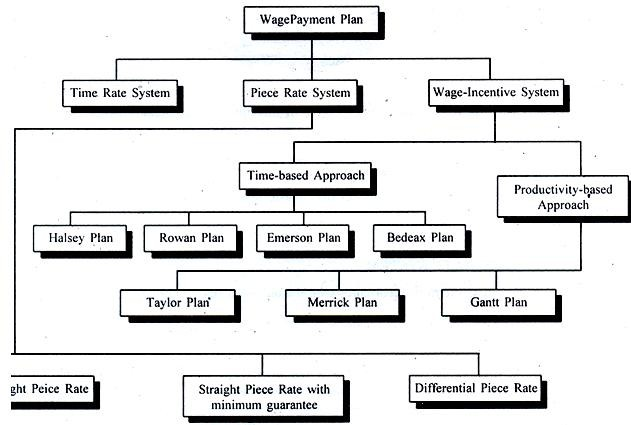 WagePayment Plan
Time Rate System
Piece Rate System
Wage-Incentive System
Time-based Approach
Productivity-based
Approach
Halsey Plan
Rowan Plan
Emerson Plan
Bedeax Plan
Taylor Plan
Merrick Plan
Gantt Plan
ght Peice Rate
Straight Piece Rate with
minimum guarantee
Differential Piece Rate